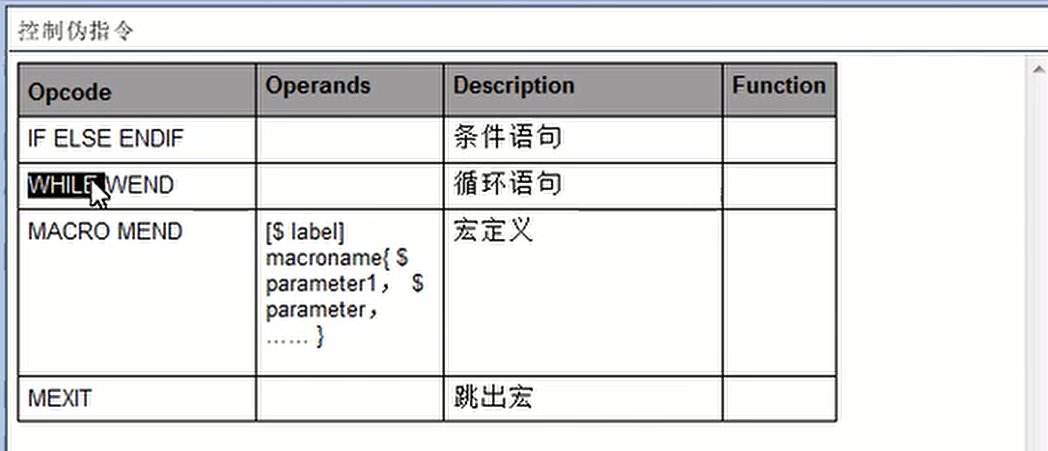 控制伪指令
Opcode Operands Description Function
IF ELSE ENDIF 条件语句
WHILE WEND 循环语句
MACRO MEND [$ label] 宏定义
macroname{ $
parameter1， $
parameter，
…… }
MEXIT 跳出宏